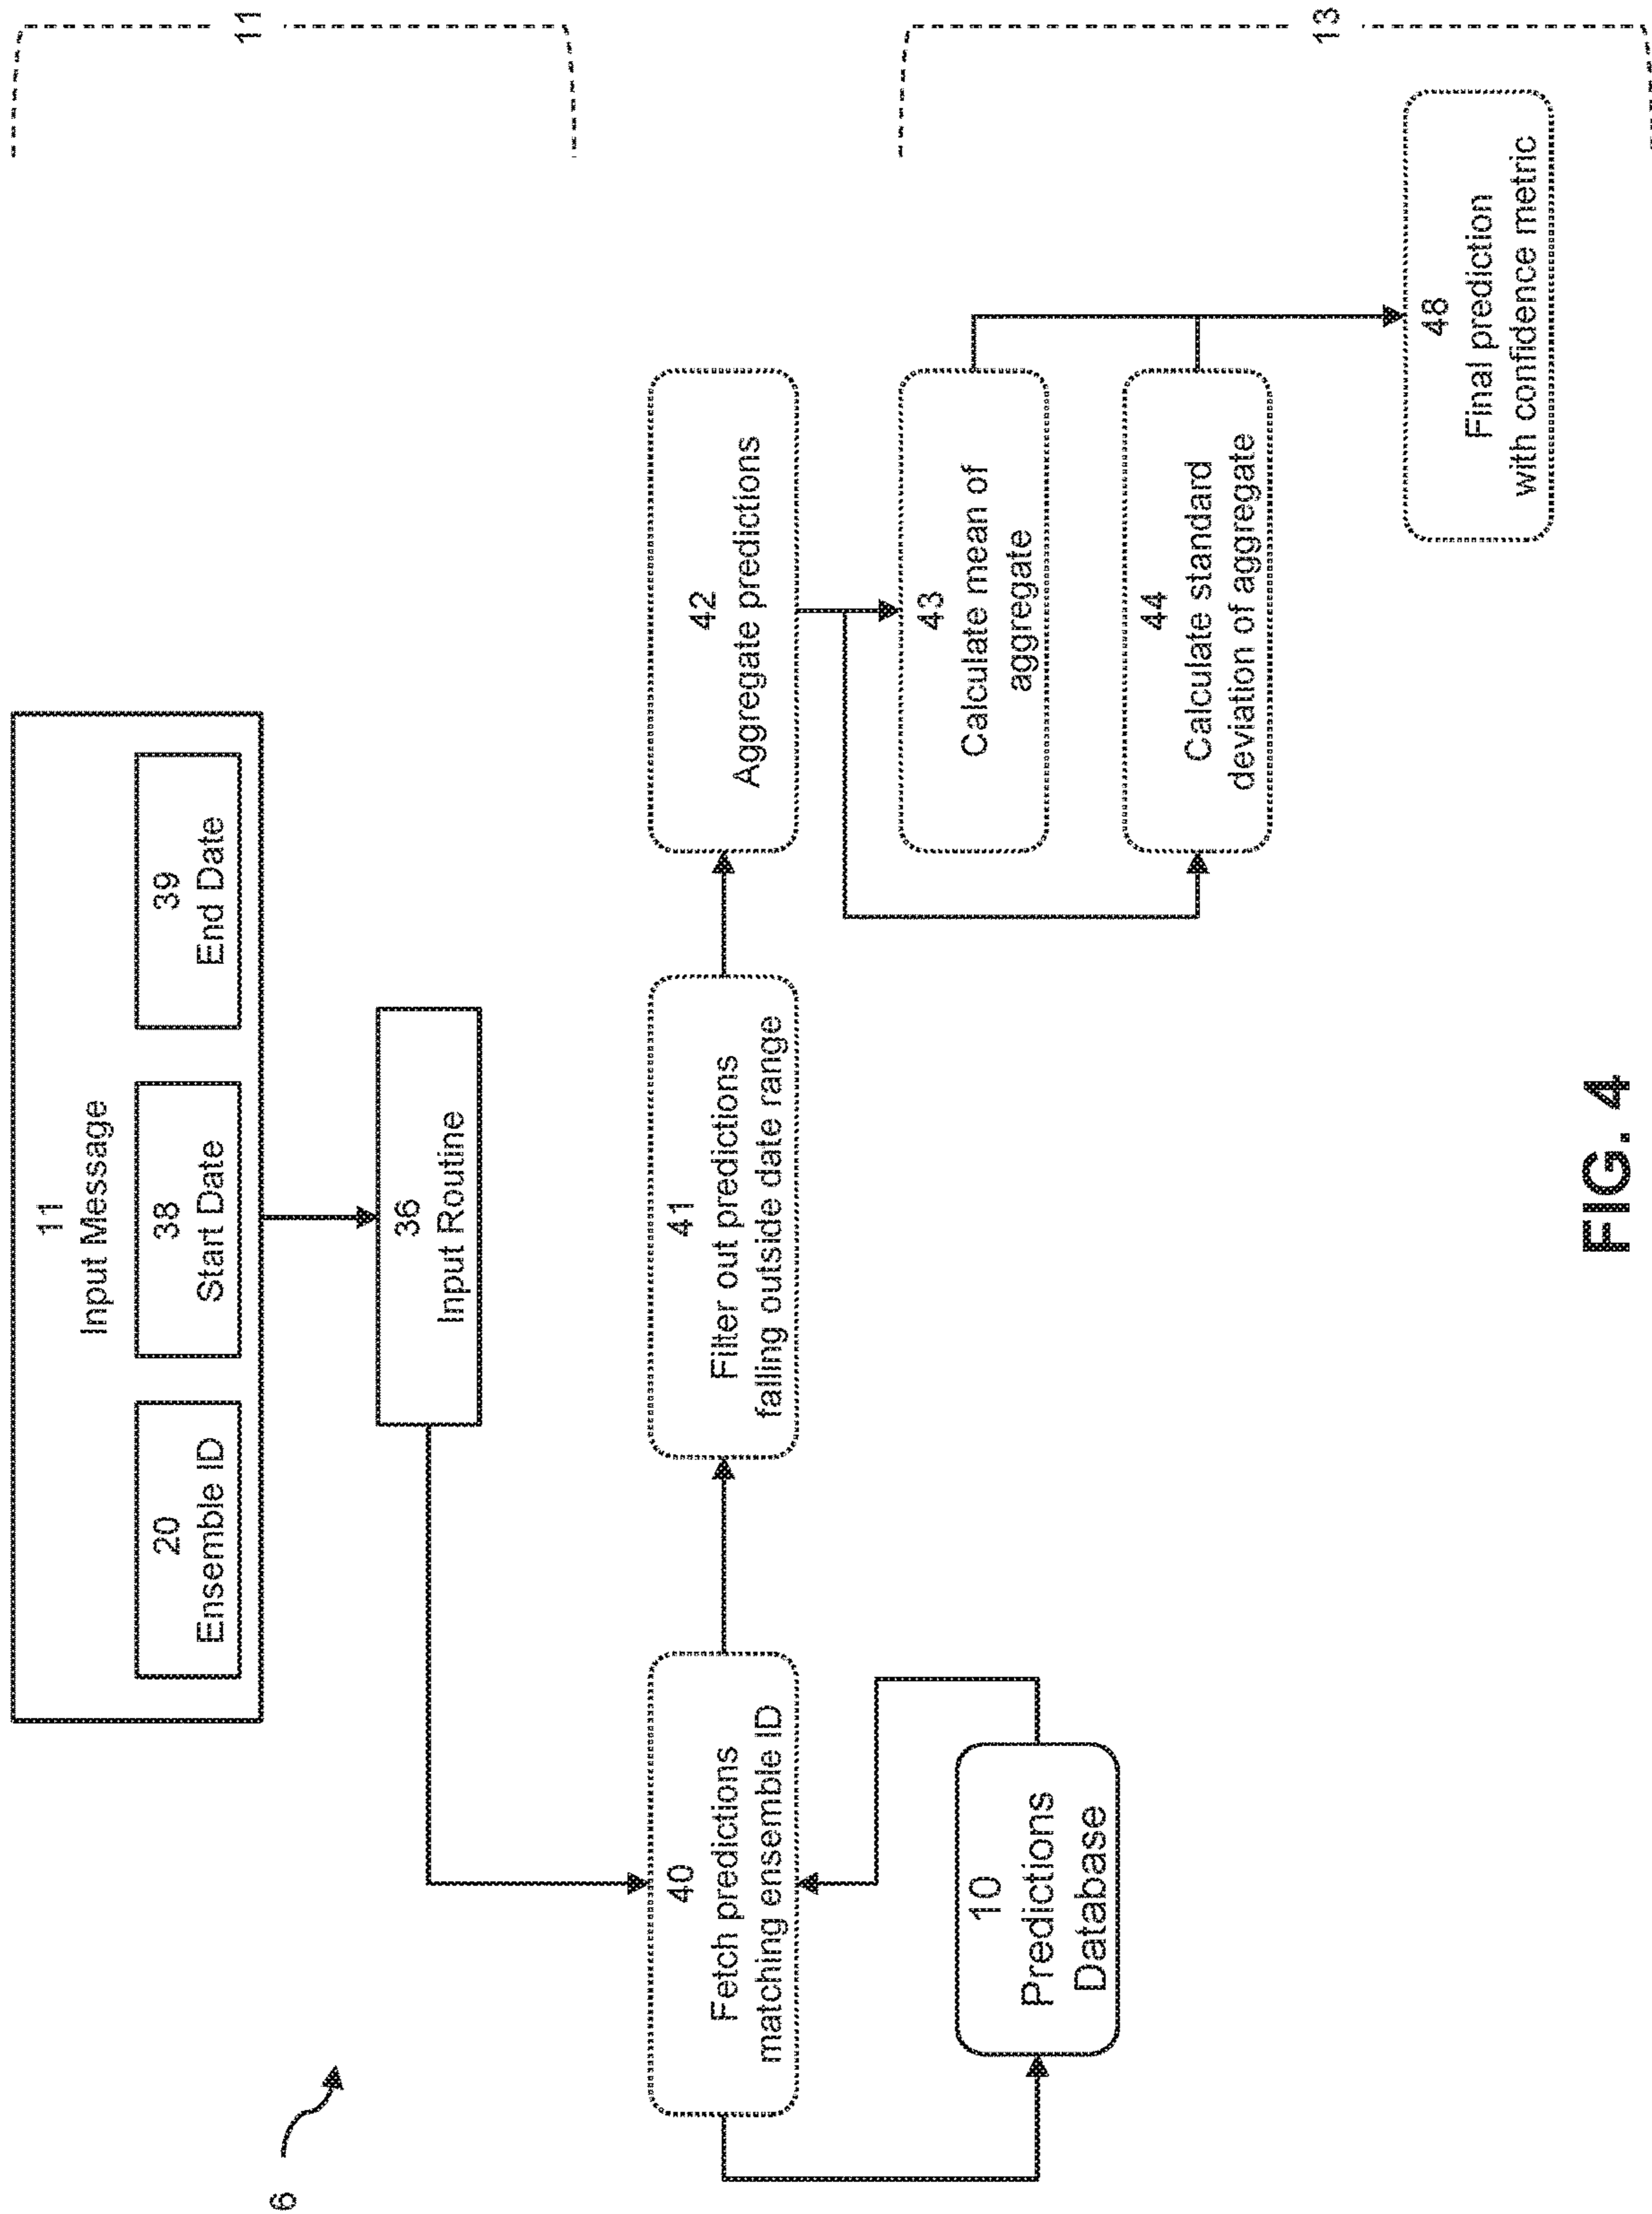 11
Input Message
20
Ensemble ID
38
Start Date
39
End Date
11
36
Input Routine
6
40
Fetch predictions
matching ensemble ID
41
Filter out predictions
falling outside date range
42
Aggregate predictions
10
Predictions
Database
43
Calculate mean of
aggregate
44
Calculate standard
deviation of aggregate
13
48
Final prediction
with confidence metric
FIG. 4